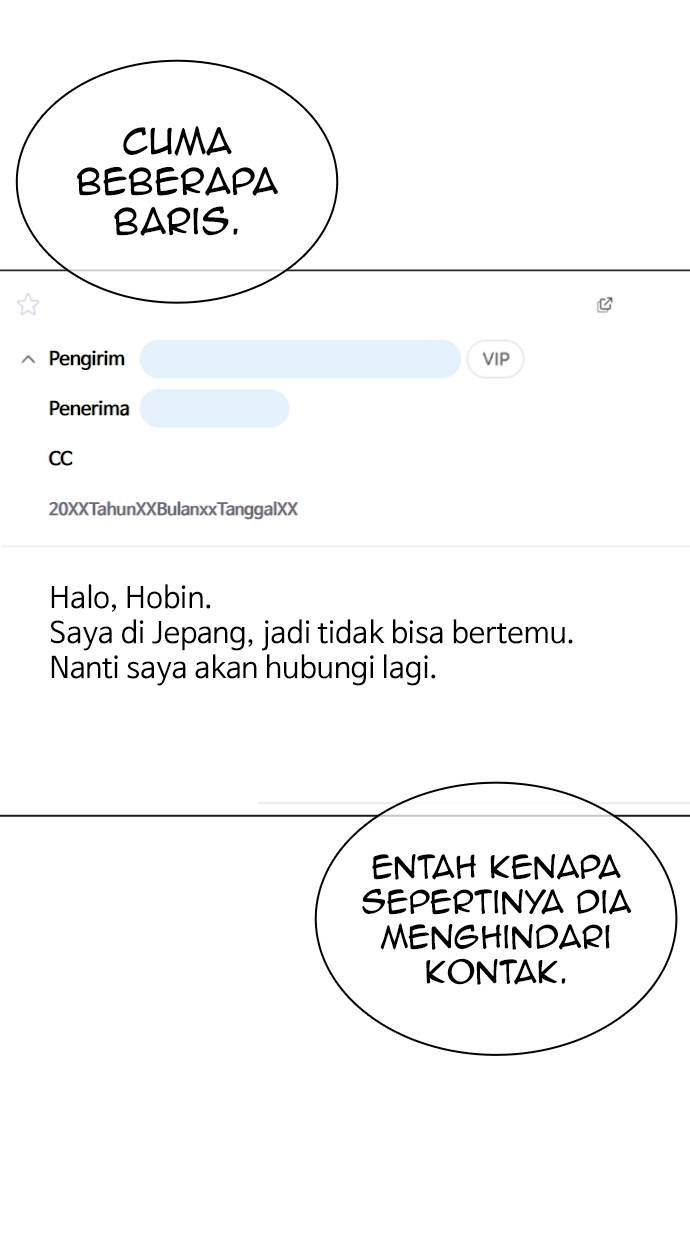 CUMA
BEBERAPA
BARIS.
Pengirim
VIP
Penerima
CC
20XXTahunXXBulanxxTanggalXX
Halo, Hobin.
Saya di Jepang, jadi tidak bisa bertemu.
Nanti saya akan hubungi lagi.
ENTAH KENAPA
SEPERTINYA DIA
MENGHINDARI
KONTAK.